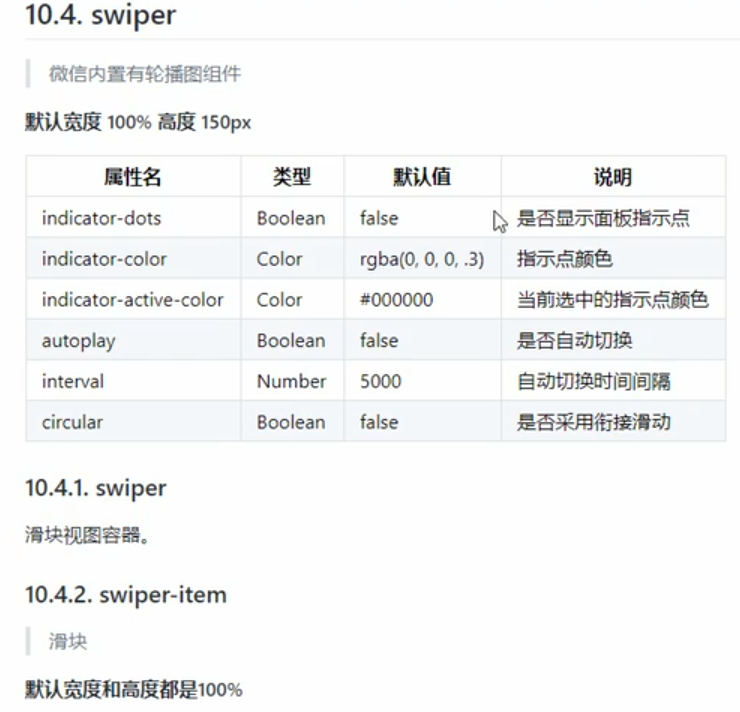 10.4. swiper
微信内置有轮播图组件
默认宽度 100% 高度 150px
属性名 类型 默认值 说明
indicator-dots Boolean false 是否显示面板指示点
indicator-color Color rgba(0, 0, 0, .3) 指示点颜色
indicator-active-color Color #000000 当前选中的指示点颜色
autoplay Boolean false 是否自动切换
interval Number 5000 自动切换时间间隔
circular Boolean false 是否采用衔接滑动
10.4.1. swiper
滑块视图容器。
10.4.2. swiper-item
滑块
默认宽度和高度都是100%